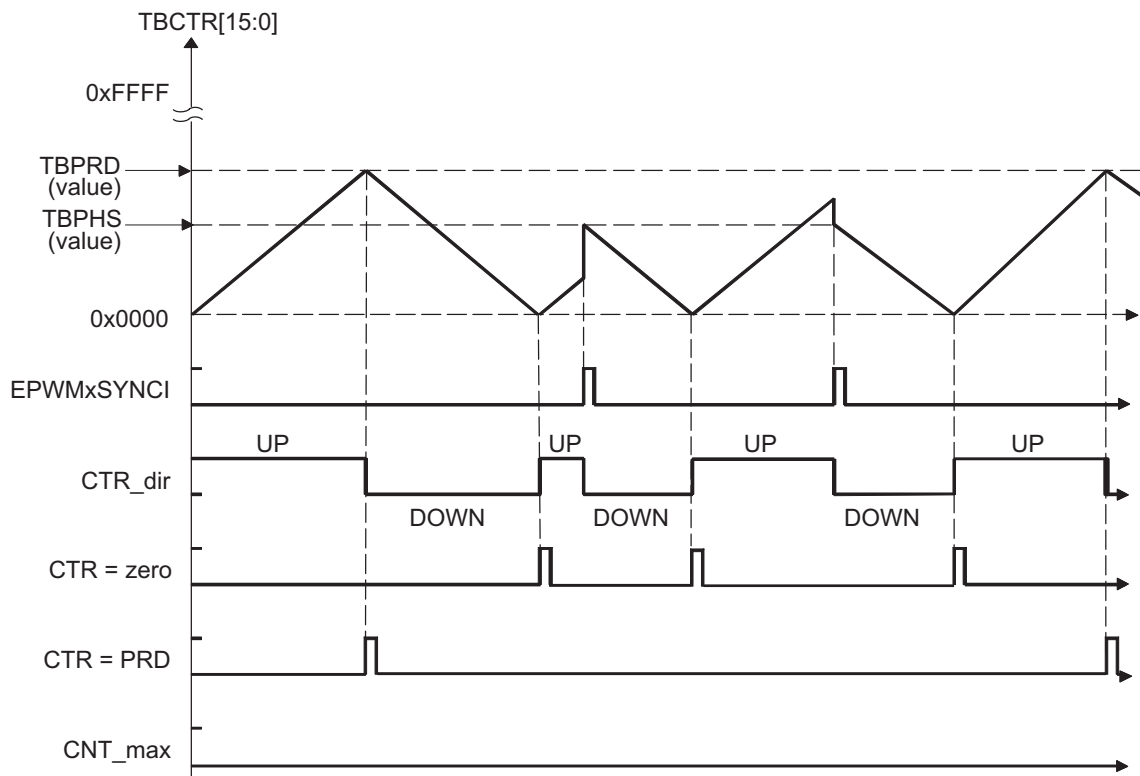 TBCTR[15:0]
0xFFFF
TBPRD
(value)
TBPHS
(value)
0x0000
EPWMxSYNCI
UP UP UP UP
CTR_dir
DOWN DOWN DOWN
CTR = zero
CTR = PRD
CNT_max